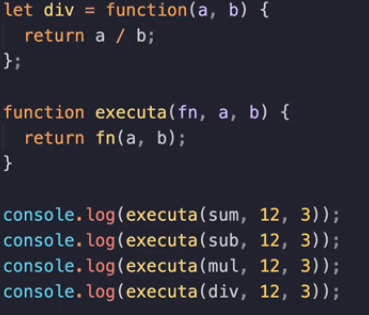 let div = function(a, b) {
  return a / b;
};

function executa(fn, a, b) {
  return fn(a, b);
}

console.log(executa(sum, 12, 3));
console.log(executa(sub, 12, 3));
console.log(executa(mul, 12, 3));
console.log(executa(div, 12, 3));